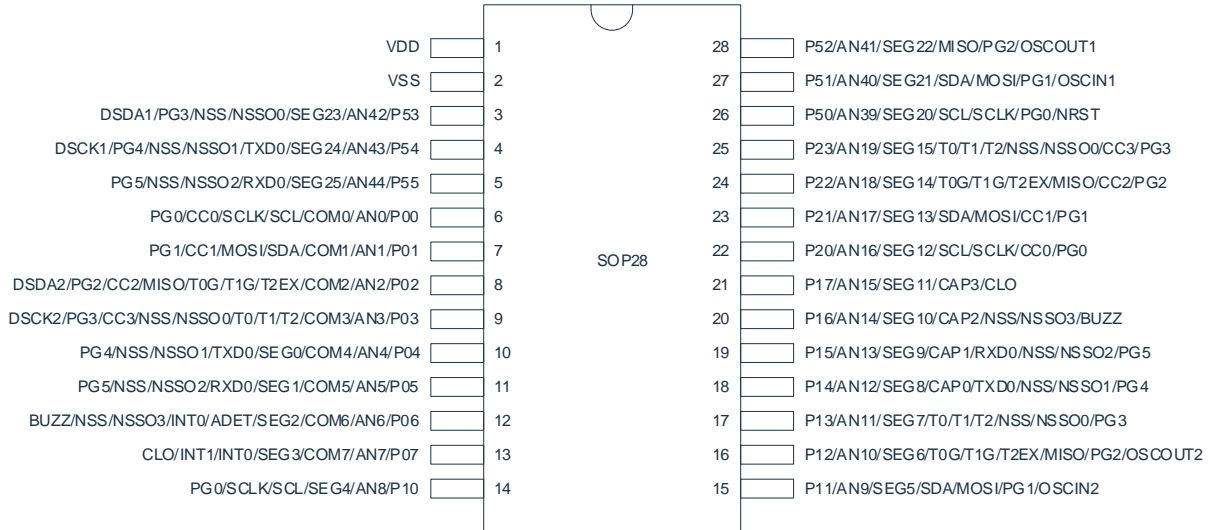 VDD 1 28 P52/AN41/SEG22/MISO/PG2/OSCOUT1
VSS 2 27 P51/AN40/SEG21/SDA/MOSI/PG1/OSCIN1
DSDA1/PG3/NSS/NSSO0/SEG23/AN42/P53 3 26 P50/AN39/SEG20/SCL/SCLK/PG0/NRST
DSCK1/PG4/NSS/NSSO1/TXD0/SEG24/AN43/P54 4 25 P23/AN19/SEG15/T0/T1/T2/NSS/NSSO0/CC3/PG3
PG5/NSS/NSSO2/RXD0/SEG25/AN44/P55 5 24 P22/AN18/SEG14/T0G/T1G/T2EX/MISO/CC2/PG2
PG0/CC0/SCLK/SCL/COM0/AN0/P00 6 23 P21/AN17/SEG13/SDA/MOSI/CC1/PG1
PG1/CC1/MOSI/SDA/COM1/AN1/P01 7 22 P20/AN16/SEG12/SCL/SCLK/CC0/PG0
SOP28
DSDA2/PG2/CC2/MISO/T0G/T1G/T2EX/COM2/AN2/P02 8 21 P17/AN15/SEG11/CAP3/CLO
DSCK2/PG3/CC3/NSS/NSSO0/T0/T1/T2/COM3/AN3/P03 9 20 P16/AN14/SEG10/CAP2/NSS/NSSO3/BUZZ
PG4/NSS/NSSO1/TXD0/SEG0/COM4/AN4/P04 10 19 P15/AN13/SEG9/CAP1/RXD0/NSS/NSSO2/PG5
PG5/NSS/NSSO2/RXD0/SEG1/COM5/AN5/P05 11 18 P14/AN12/SEG8/CAP0/TXD0/NSS/NSSO1/PG4
BUZZ/NSS/NSSO3/INT0/ADET/SEG2/COM6/AN6/P06 12 17 P13/AN11/SEG7/T0/T1/T2/NSS/NSSO0/PG3
CLO/INT1/INT0/SEG3/COM7/AN7/P07 13 16 P12/AN10/SEG6/T0G/T1G/T2EX/MISO/PG2/OSCOUT2
PG0/SCLK/SCL/SEG4/AN8/P10 14 15 P11/AN9/SEG5/SDA/MOSI/PG1/OSCIN2